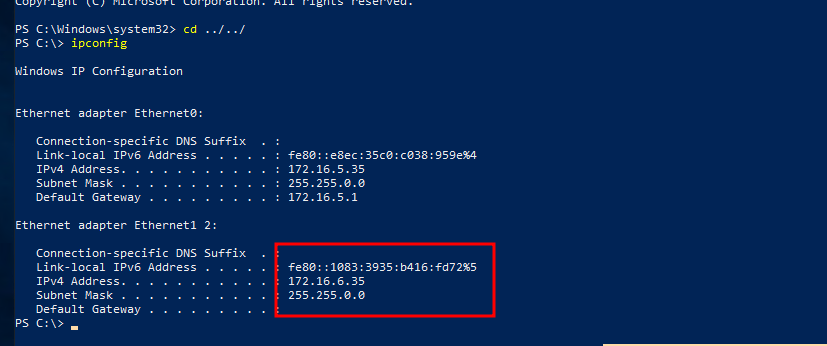 Copyright (C) Microsoft Corporation. All rights reserved.
PS C:\Windows\system32> cd ../../
PS C:\> ipconfig
Windows IP Configuration
Ethernet adapter Ethernet0:
Connection-specific DNS Suffix  . :
Link-local IPv6 Address . . . . . : fe80::e8ec:35c0:c038:959e%4
IPv4 Address. . . . . . . . . . . : 172.16.5.35
Subnet Mask . . . . . . . . . . . : 255.255.0.0
Default Gateway . . . . . . . . . : 172.16.5.1
Ethernet adapter Ethernet1 2:
Connection-specific DNS Suffix  . :
Link-local IPv6 Address . . . . . : fe80::1083:3935:b416:fd72%5
IPv4 Address. . . . . . . . . . . : 172.16.6.35
Subnet Mask . . . . . . . . . . . : 255.255.0.0
Default Gateway . . . . . . . . . :
PS C:\>